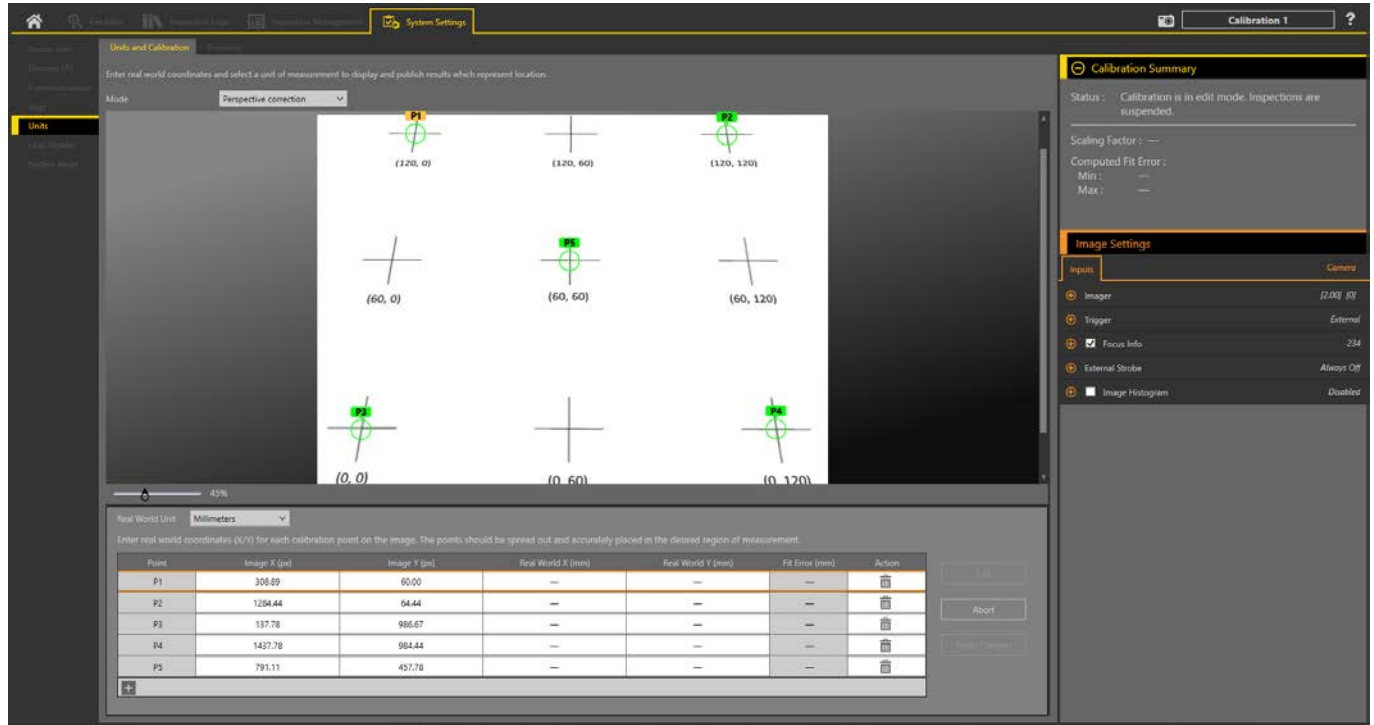 System Settings
Calibration 1
?
Units and Calibration
Enter real world coordinates and select a unit of measurement to display and publish results which represent location.
Mode
Perspective correction
Units
P1
P2
(120, 0)
(120, 60)
(120, 120)
P5
(60, 0)
(60, 60)
(60, 120)
P3
P4
(0, 0)
(0, 60)
(0, 120)
45%
Real World Unit
Millimeters
Enter real world coordinates (X/Y) for each calibration point on the image. The points should be spread out and accurately placed in the desired region of measurement.
Point Image X (px) Image Y (px) Real World X (mm) Real World Y (mm) Fit Error (mm) Action
P1 308.89 60.00 — — —
P2 1264.44 64.44 — — —
P3 137.78 986.67 — — —
P4 1437.78 984.44 — — —
P5 791.11 457.78 — — —
+
Edit
Abort
Calibration Summary
Status : Calibration is in edit mode. Inspections are
suspended.
Scaling Factor : —
Computed Fit Error :
Min : —
Max : —
Image Settings
Inputs
Camera
Imager [2.00] [0]
Trigger External
Focus Info 234
External Strobe Always Off
Image Histogram Disabled